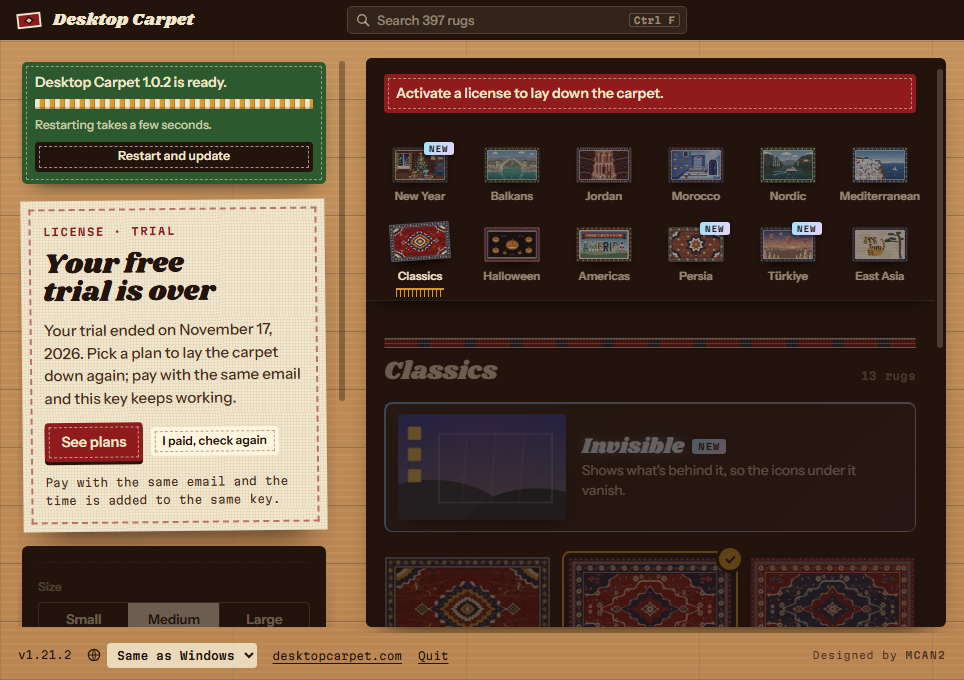 Desktop Carpet
Search 397 rugs
Ctrl F
Desktop Carpet 1.0.2 is ready.
Restarting takes a few seconds.
Restart and update
LICENSE · TRIAL
Your free
trial is over
Your trial ended on November 17,
2026. Pick a plan to lay the carpet
down again; pay with the same email
and this key keeps working.
See plans
I paid, check again
Pay with the same email and the
time is added to the same key.
Size
Small
Medium
Large
Activate a license to lay down the carpet.
NEW
New Year
Balkans
Jordan
Morocco
Nordic
Mediterranean
NEW
NEW
Classics
Halloween
Americas
Persia
Türkiye
East Asia
Classics
13 rugs
Invisible
NEW
Shows what's behind it, so the icons under it
vanish.
v1.21.2
Same as Windows
desktopcarpet.com
Quit
Designed by MCAN2